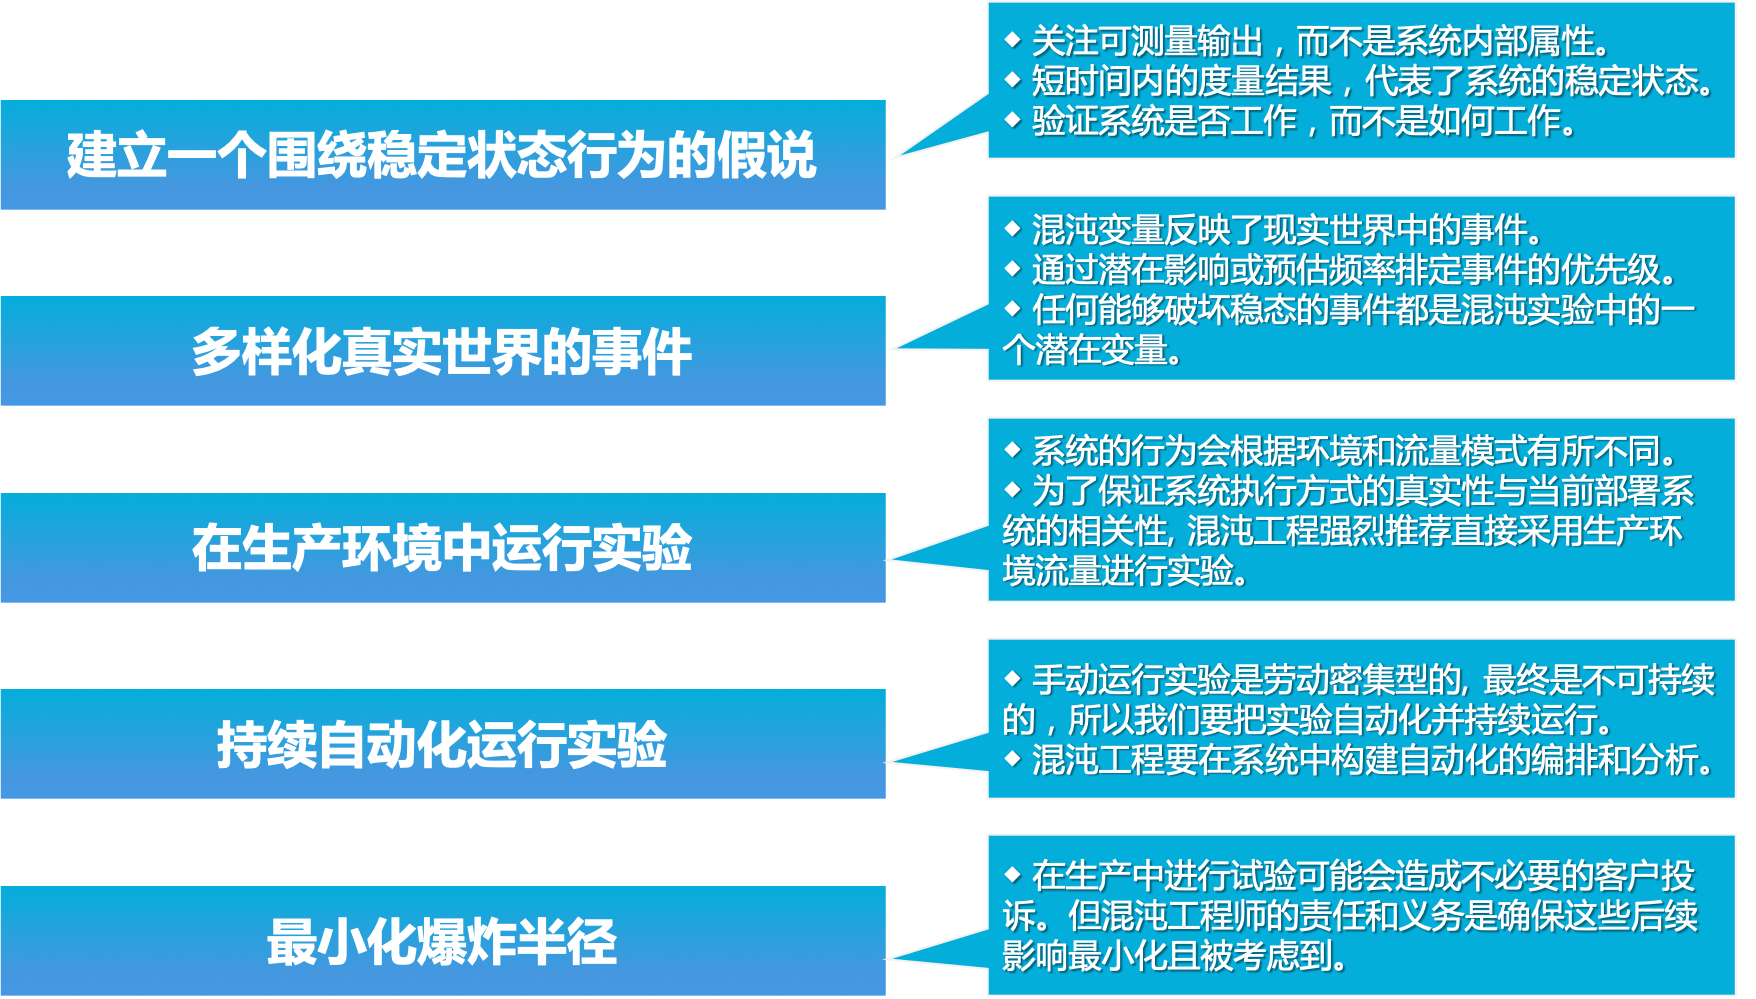 建立一个围绕稳定状态行为的假说
◆ 关注可测量输出，而不是系统内部属性。
◆ 短时间内的度量结果，代表了系统的稳定状态。
◆ 验证系统是否工作，而不是如何工作。
多样化真实世界的事件
◆ 混沌变量反映了现实世界中的事件。
◆ 通过潜在影响或预估频率排定事件的优先级。
◆ 任何能够破坏稳态的事件都是混沌实验中的一
个潜在变量。
在生产环境中运行实验
◆ 系统的行为会根据环境和流量模式有所不同。
◆ 为了保证系统执行方式的真实性与当前部署系
统的相关性, 混沌工程强烈推荐直接采用生产环
境流量进行实验。
持续自动化运行实验
◆ 手动运行实验是劳动密集型的, 最终是不可持续
的，所以我们要把实验自动化并持续运行。
◆ 混沌工程要在系统中构建自动化的编排和分析。
最小化爆炸半径
◆ 在生产中进行试验可能会造成不必要的客户投
诉。但混沌工程师的责任和义务是确保这些后续
影响最小化且被考虑到。